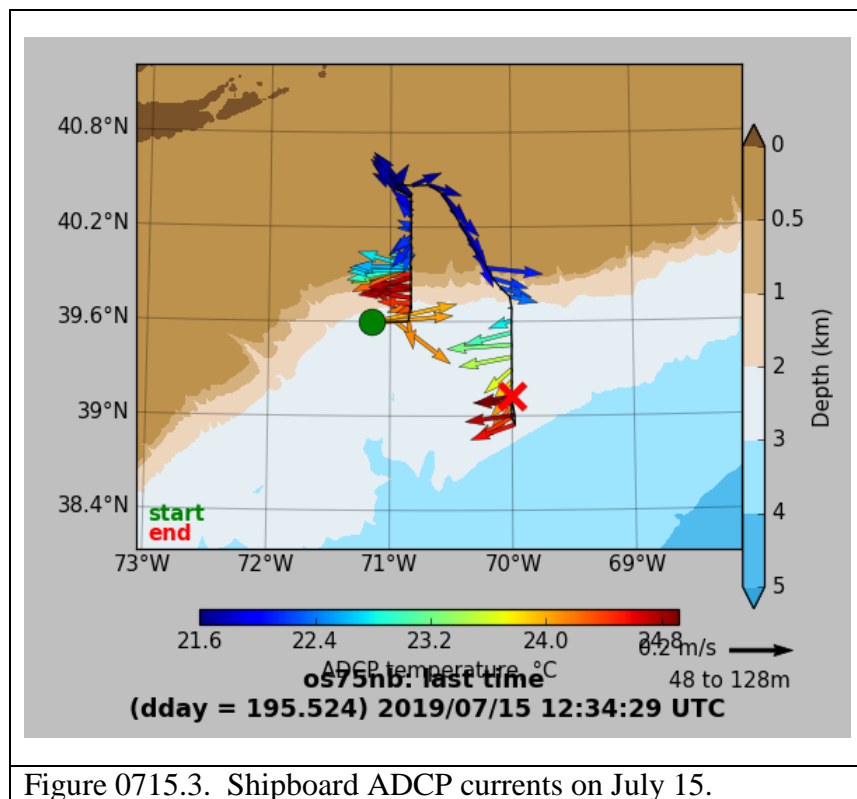 40.8°N
40.2°N
39.6°N
39°N
38.4°N
start
end
73°W 72°W 71°W 70°W 69°W
0
0.5
1
2
3
4
5
Depth (km)
21.6 22.4 23.2 24.0 24.8
0.2 m/s
ADCP temperature, °C
48 to 128m
os75nb: last time
(dday = 195.524) 2019/07/15 12:34:29 UTC
Figure 0715.3. Shipboard ADCP currents on July 15.